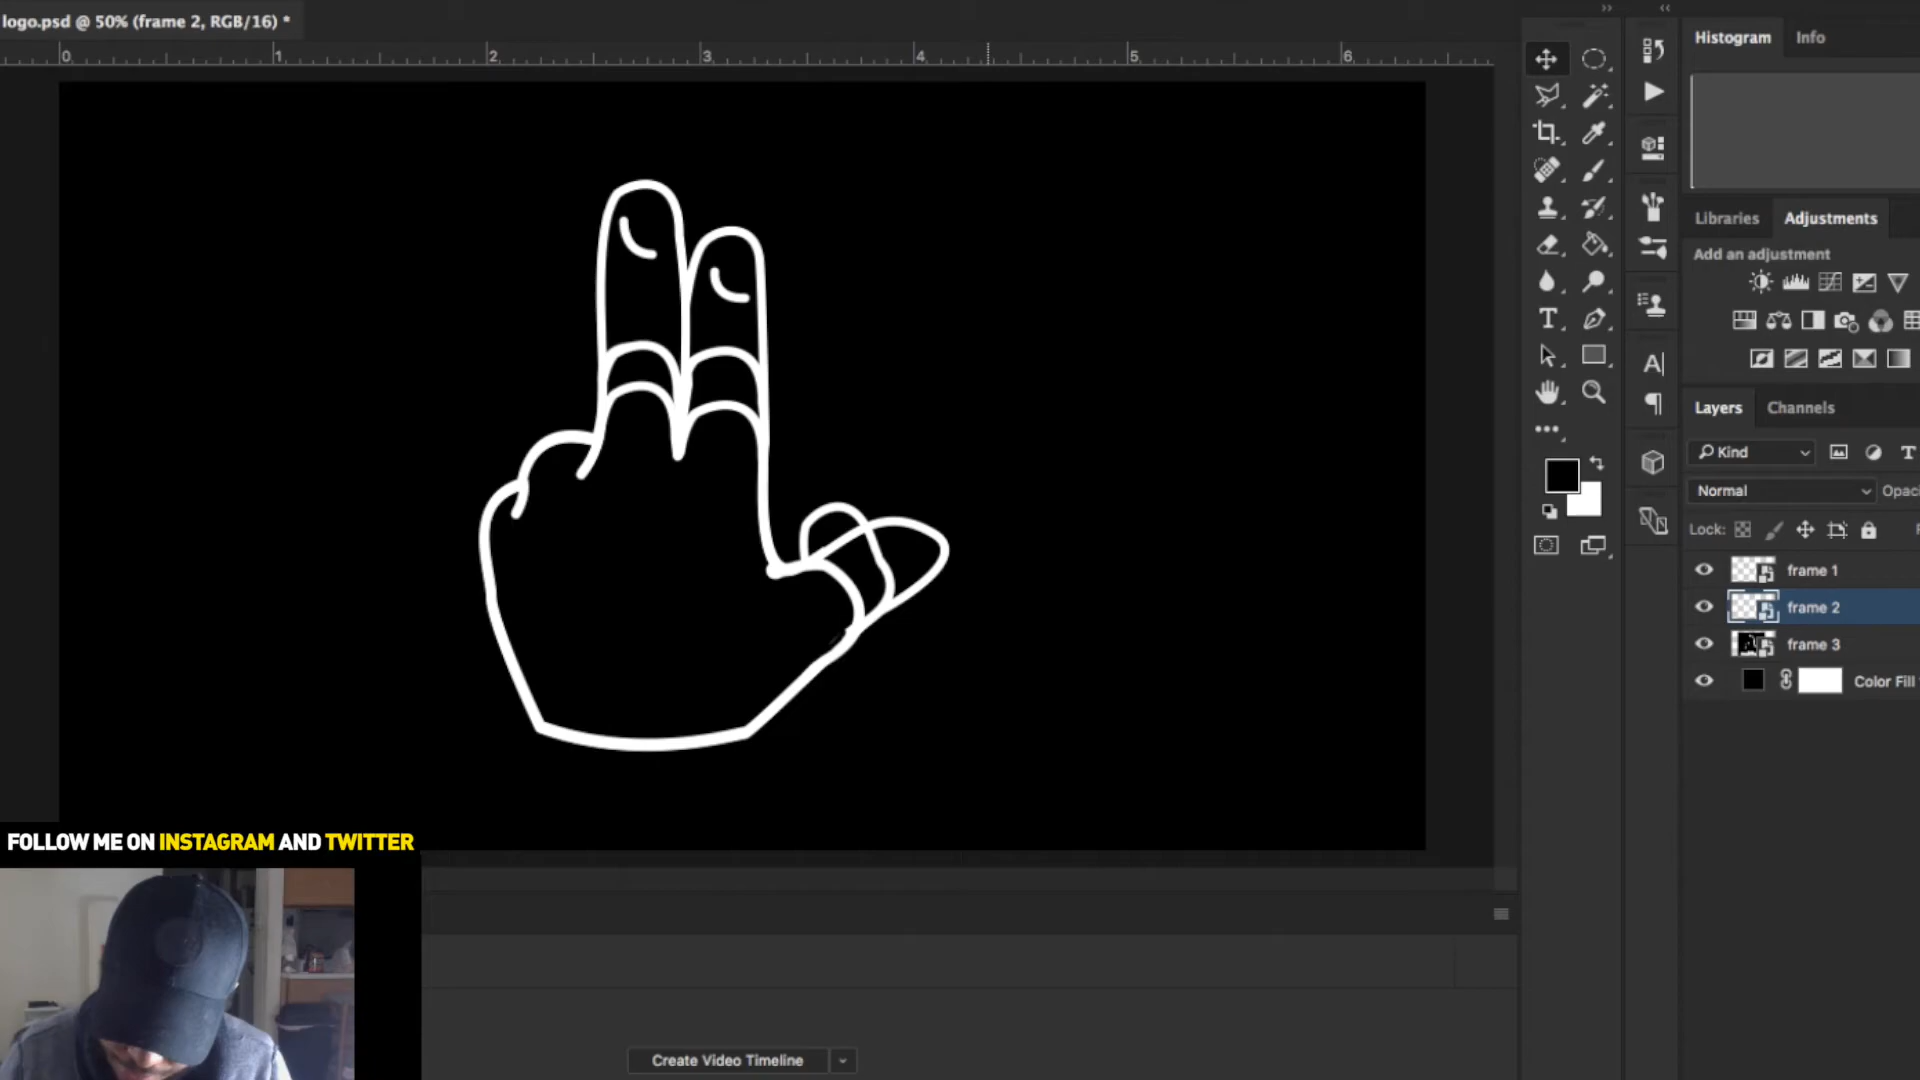 logo.psd @ 50% (frame 2, RGB/16) *
0 1 2 3 4 5 6
Histogram Info
Libraries Adjustments
Add an adjustment
Layers Channels
Kind
Normal
Lock:
frame 1
frame 2
frame 3
Color Fill
FOLLOW ME ON INSTAGRAM AND TWITTER
Create Video Timeline